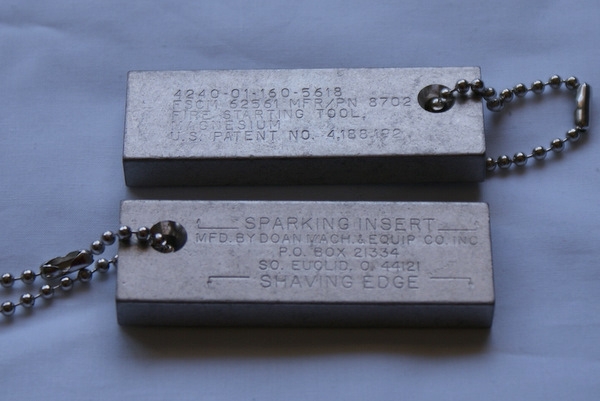 4240-01-160-5618
FSCM 62561 MFR/PN 8702
FIRE STARTING TOOL,
MAGNESIUM
U.S. PATENT NO. 4,188,192
SPARKING INSERT
MFD. BY DOAN MACH. & EQUIP CO. INC.
P.O. BOX 21334
SO. EUCLID, O. 44121
SHAVING EDGE